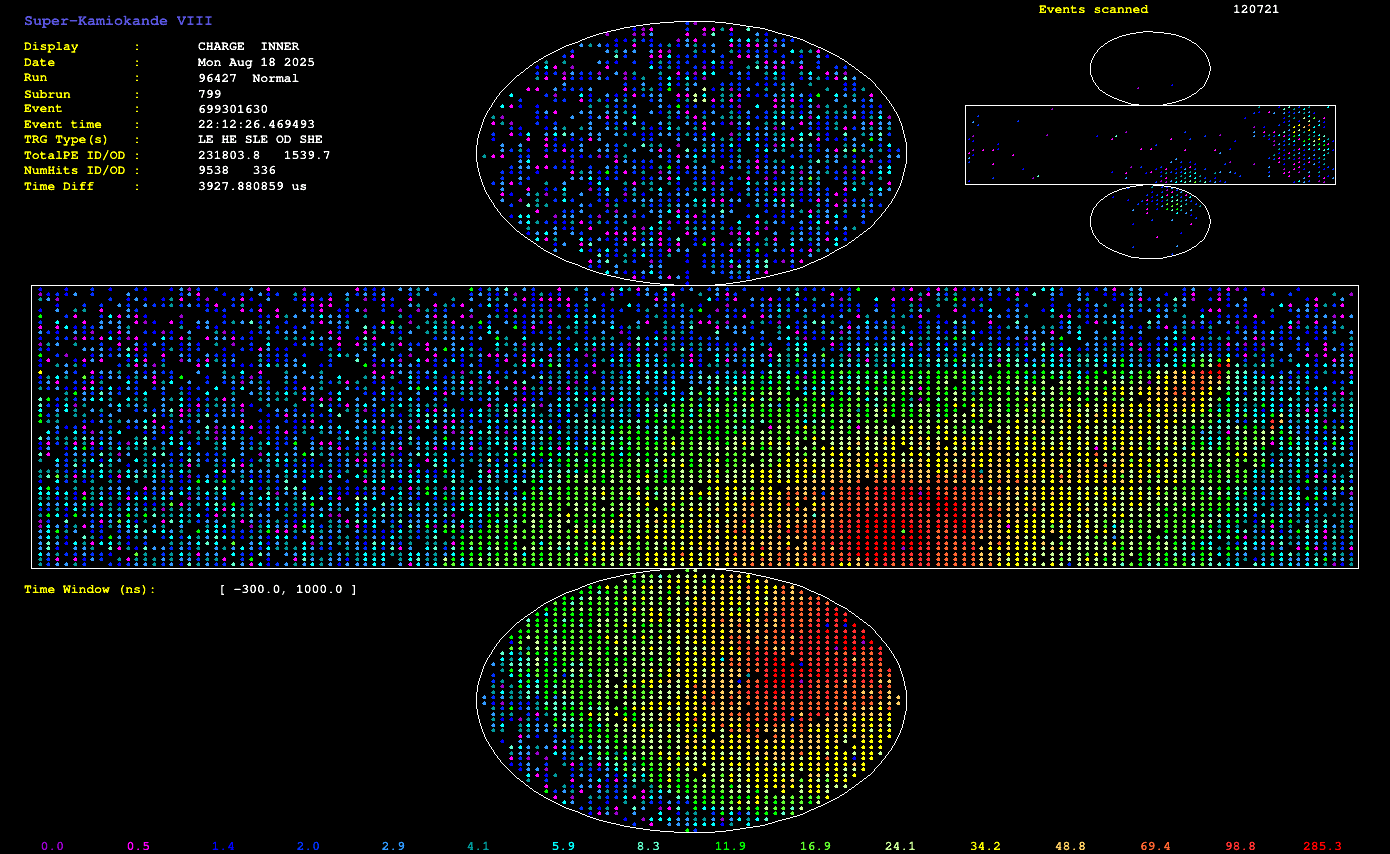 Super-Kamiokande VIII
Events scanned 120721
Display : CHARGE INNER
Date : Mon Aug 18 2025
Run : 96427 Normal
Subrun : 799
Event : 699301630
Event time : 22:12:26.469493
TRG Type(s) : LE HE SLE OD SHE
TotalPE ID/OD : 231803.8 1539.7
NumHits ID/OD : 9538 336
Time Diff : 3927.880859 us
Time Window (ns): [ -300.0, 1000.0 ]
0.0 0.5 1.4 2.0 2.9 4.1 5.9 8.3 11.9 16.9 24.1 34.2 48.8 69.4 98.8 285.3